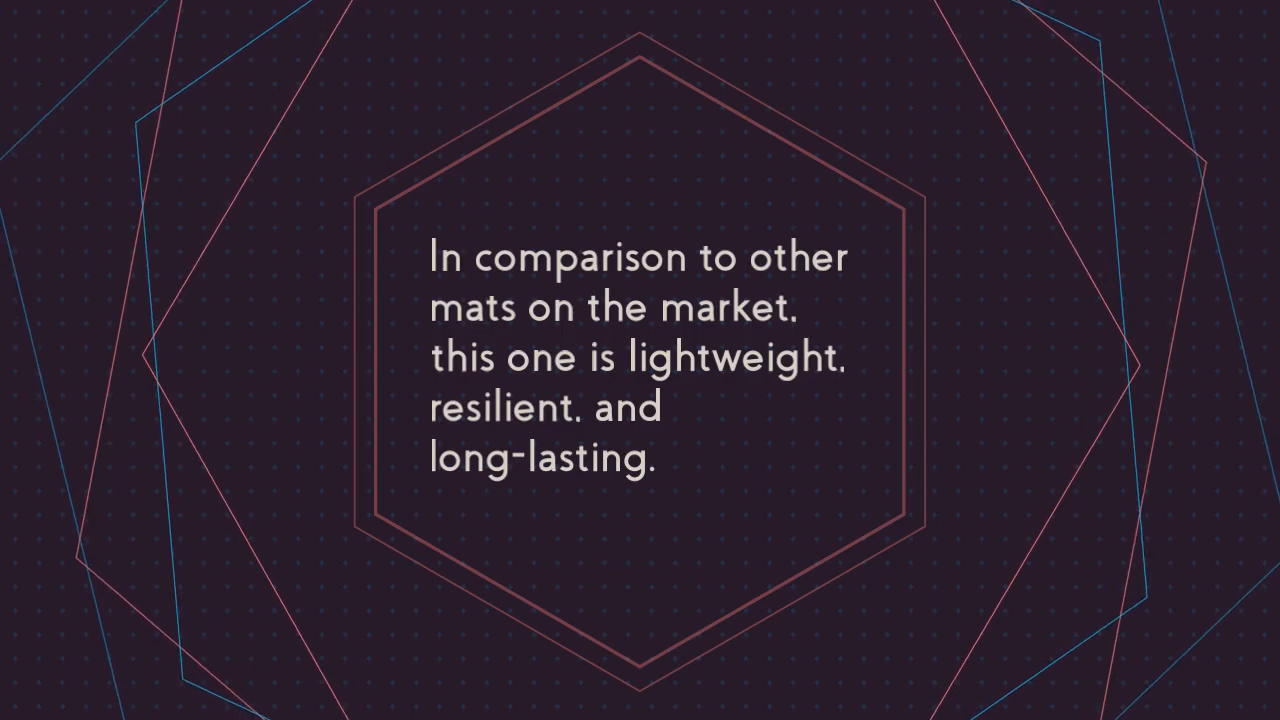 In comparison to other
mats on the market,
this one is lightweight,
resilient, and
long-lasting.